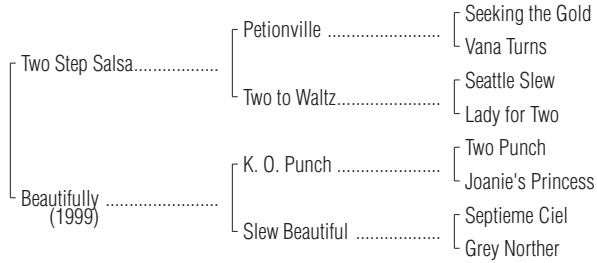 Seeking the Gold
Petionville ....................
Vana Turns
Two Step Salsa................
Seattle Slew
Two to Waltz....................
Lady for Two
Two Punch
K. O. Punch ....................
Joanie's Princess
Beautifully .....................
(1999)
Septieme Ciel
Slew Beautiful ................
Grey Norther